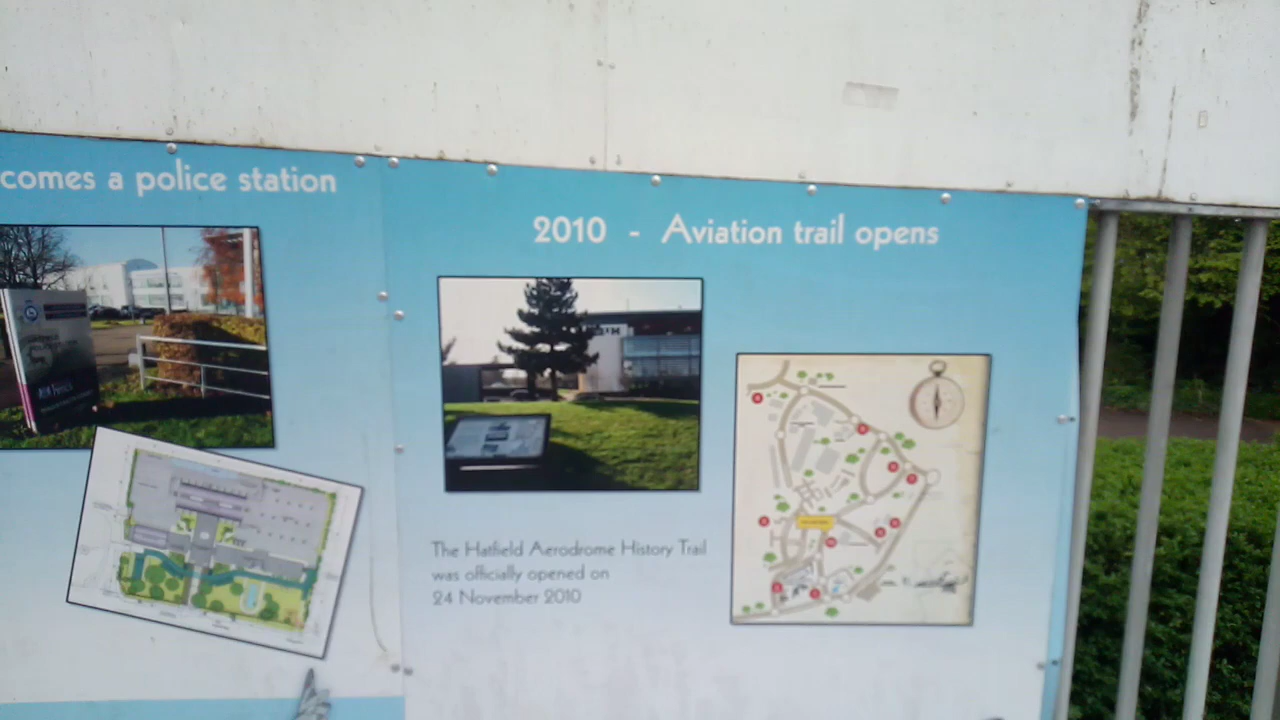 comes a police station
2010 - Aviation trail opens
The Hatfield Aerodrome History Trail
was officially opened on
24 November 2010